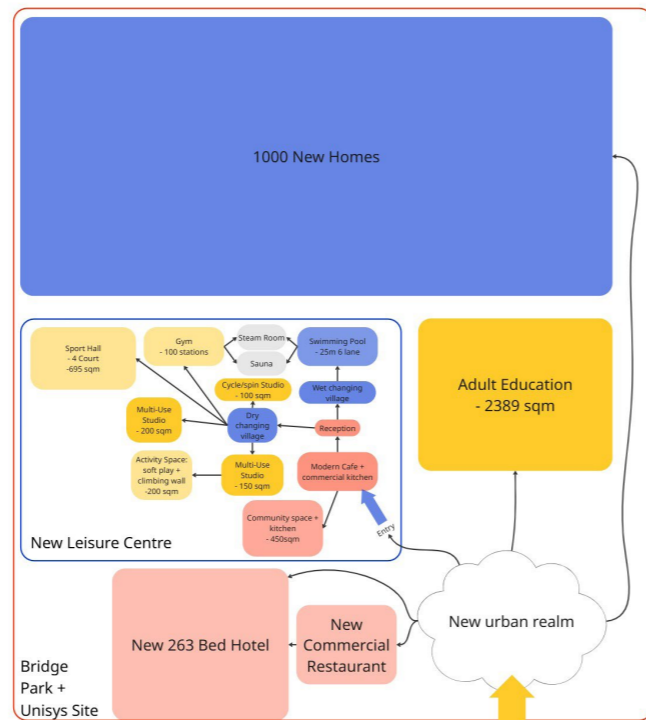 1000 New Homes
Sport Hall
- 4 Court
-695 sqm
Gym
- 100 stations
Steam Room
Sauna
Swimming Pool
- 25m 6 lane
Cycle/spin Studio
- 100 sqm
Wet changing
village
Multi-Use
Studio
- 200 sqm
Dry
changing
village
Reception
Activity Space:
soft play +
climbing wall
-200 sqm
Multi-Use
Studio
- 150 sqm
Modern Cafe +
commercial kitchen
Community space +
kitchen
- 450sqm
Entry
New Leisure Centre
Adult Education
- 2389 sqm
New 263 Bed Hotel
New
Commercial
Restaurant
New urban realm
Bridge
Park +
Unisys Site